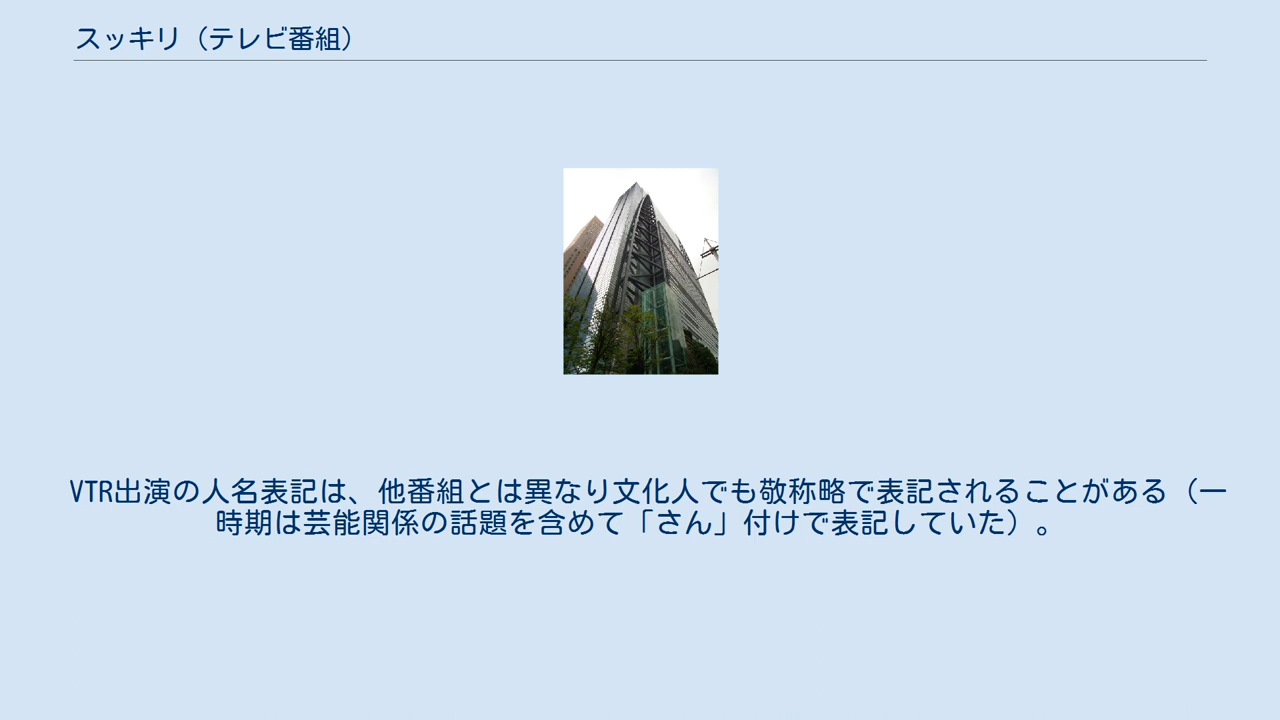 スッキリ（テレビ番組）
VTR出演の人名表記は、他番組とは異なり文化人でも敬称略で表記されることがある（一
時期は芸能関係の話題を含めて「さん」付けで表記していた）。